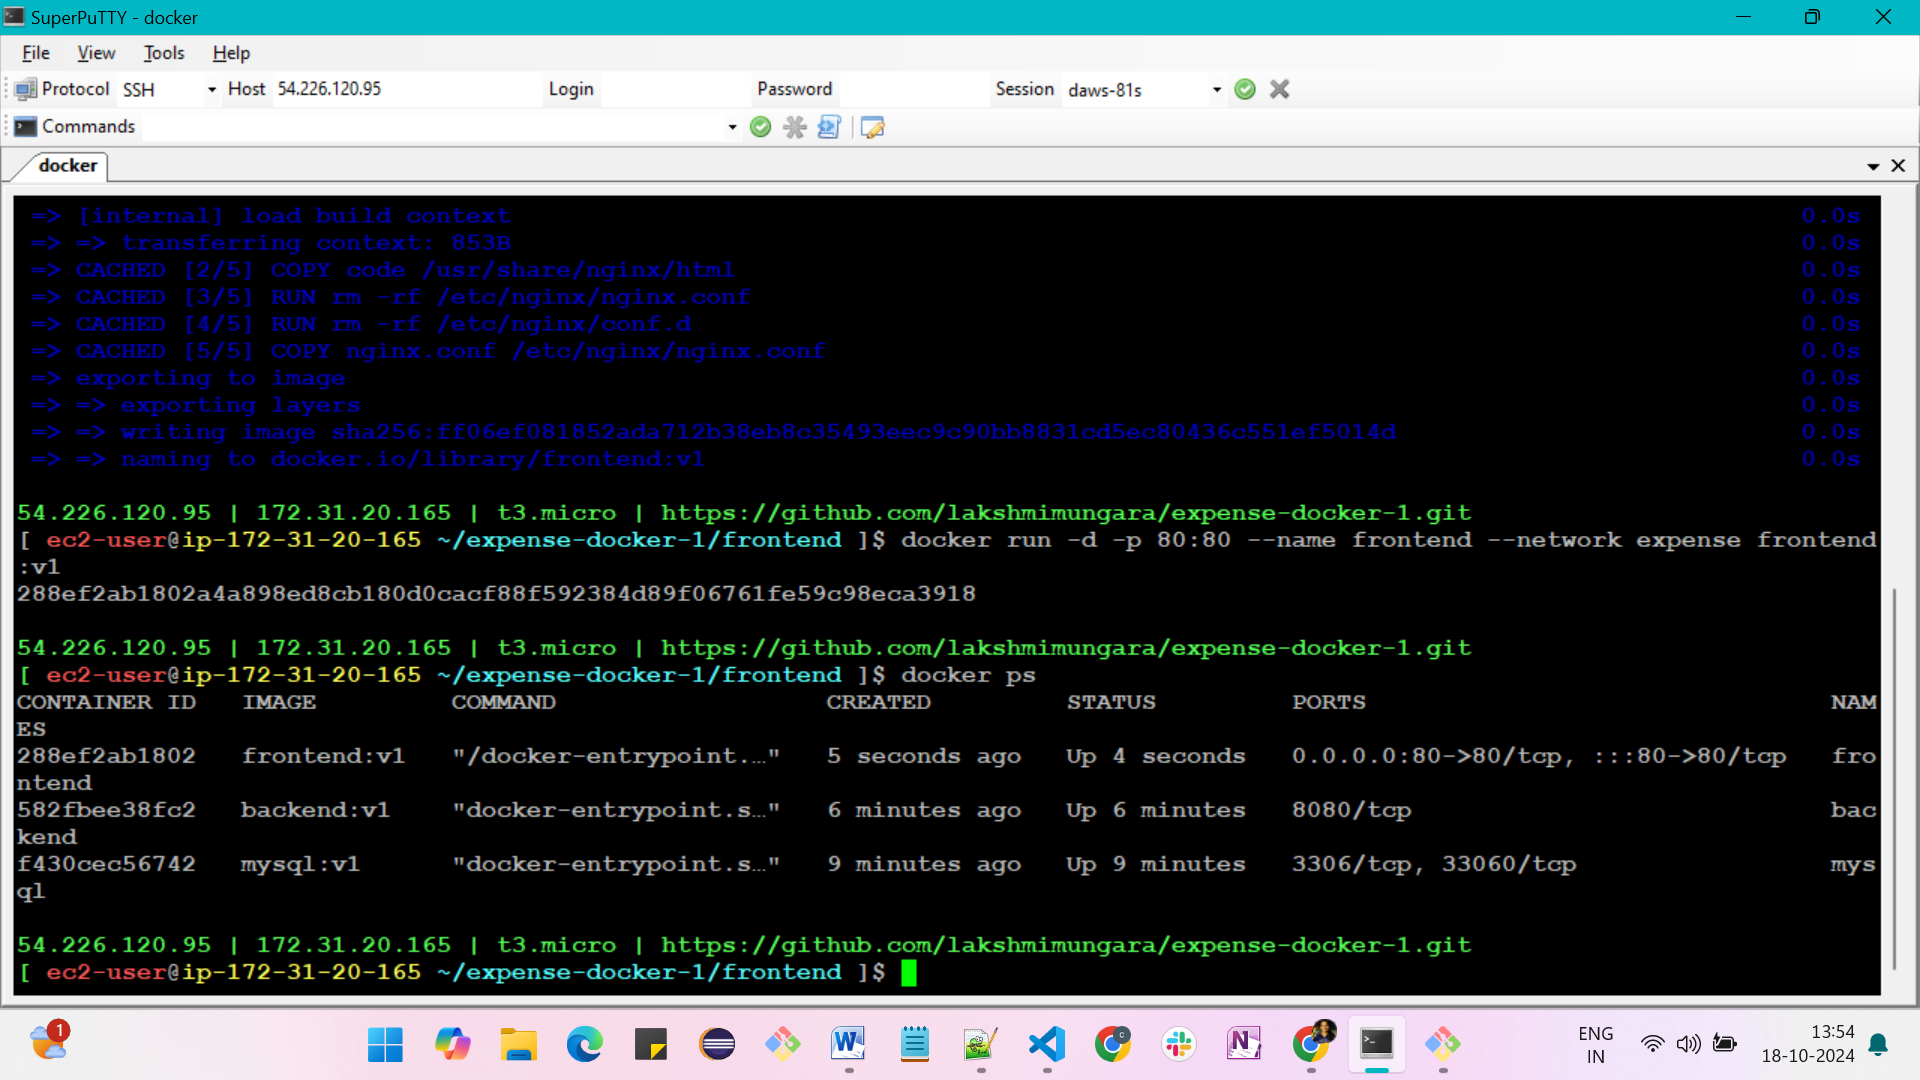 SuperPuTTY - docker
File View Tools Help
Protocol SSH Host 54.226.120.95 Login Password Session daws-81s
Commands
docker
=> [internal] load build context 0.0s
=> => transferring context: 853B 0.0s
=> CACHED [2/5] COPY code /usr/share/nginx/html 0.0s
=> CACHED [3/5] RUN rm -rf /etc/nginx/nginx.conf 0.0s
=> CACHED [4/5] RUN rm -rf /etc/nginx/conf.d 0.0s
=> CACHED [5/5] COPY nginx.conf /etc/nginx/nginx.conf 0.0s
=> exporting to image 0.0s
=> => exporting layers 0.0s
=> => writing image sha256:ff06ef081852ada712b38eb8c35493eec9c90bb8831cd5ec80436c551ef5014d 0.0s
=> => naming to docker.io/library/frontend:v1 0.0s
54.226.120.95 | 172.31.20.165 | t3.micro | https://github.com/lakshmimungara/expense-docker-1.git
[ ec2-user@ip-172-31-20-165 ~/expense-docker-1/frontend ]$ docker run -d -p 80:80 --name frontend --network expense frontend
:v1
288ef2ab1802a4a898ed8cb180d0cacf88f592384d89f06761fe59c98eca3918
54.226.120.95 | 172.31.20.165 | t3.micro | https://github.com/lakshmimungara/expense-docker-1.git
[ ec2-user@ip-172-31-20-165 ~/expense-docker-1/frontend ]$ docker ps
CONTAINER ID IMAGE COMMAND CREATED STATUS PORTS NAM
ES
288ef2ab1802 frontend:v1 "/docker-entrypoint.…" 5 seconds ago Up 4 seconds 0.0.0.0:80->80/tcp, :::80->80/tcp fro
ntend
582fbee38fc2 backend:v1 "docker-entrypoint.s…" 6 minutes ago Up 6 minutes 8080/tcp bac
kend
f430cec56742 mysql:v1 "docker-entrypoint.s…" 9 minutes ago Up 9 minutes 3306/tcp, 33060/tcp mys
ql
54.226.120.95 | 172.31.20.165 | t3.micro | https://github.com/lakshmimungara/expense-docker-1.git
[ ec2-user@ip-172-31-20-165 ~/expense-docker-1/frontend ]$
1
ENG
IN
13:54
18-10-2024